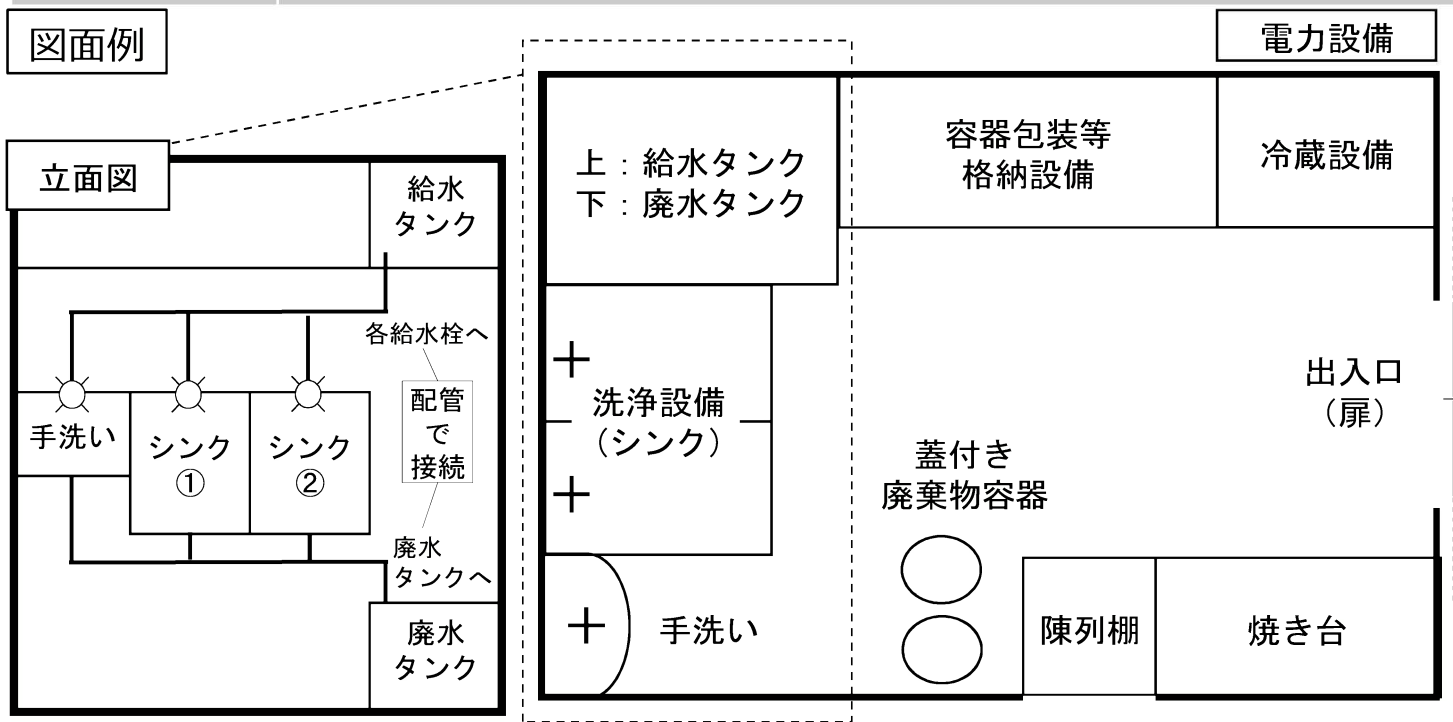 図面例
電力設備
立面図
給水
タンク
各給水栓へ
配管
で
接続
手洗い
シンク
①
シンク
②
廃水
タンクへ
廃水
タンク
上：給水タンク
下：廃水タンク
容器包装等
格納設備
冷蔵設備
洗浄設備
（シンク）
出入口
（扉）
蓋付き
廃棄物容器
手洗い
陳列棚
焼き台